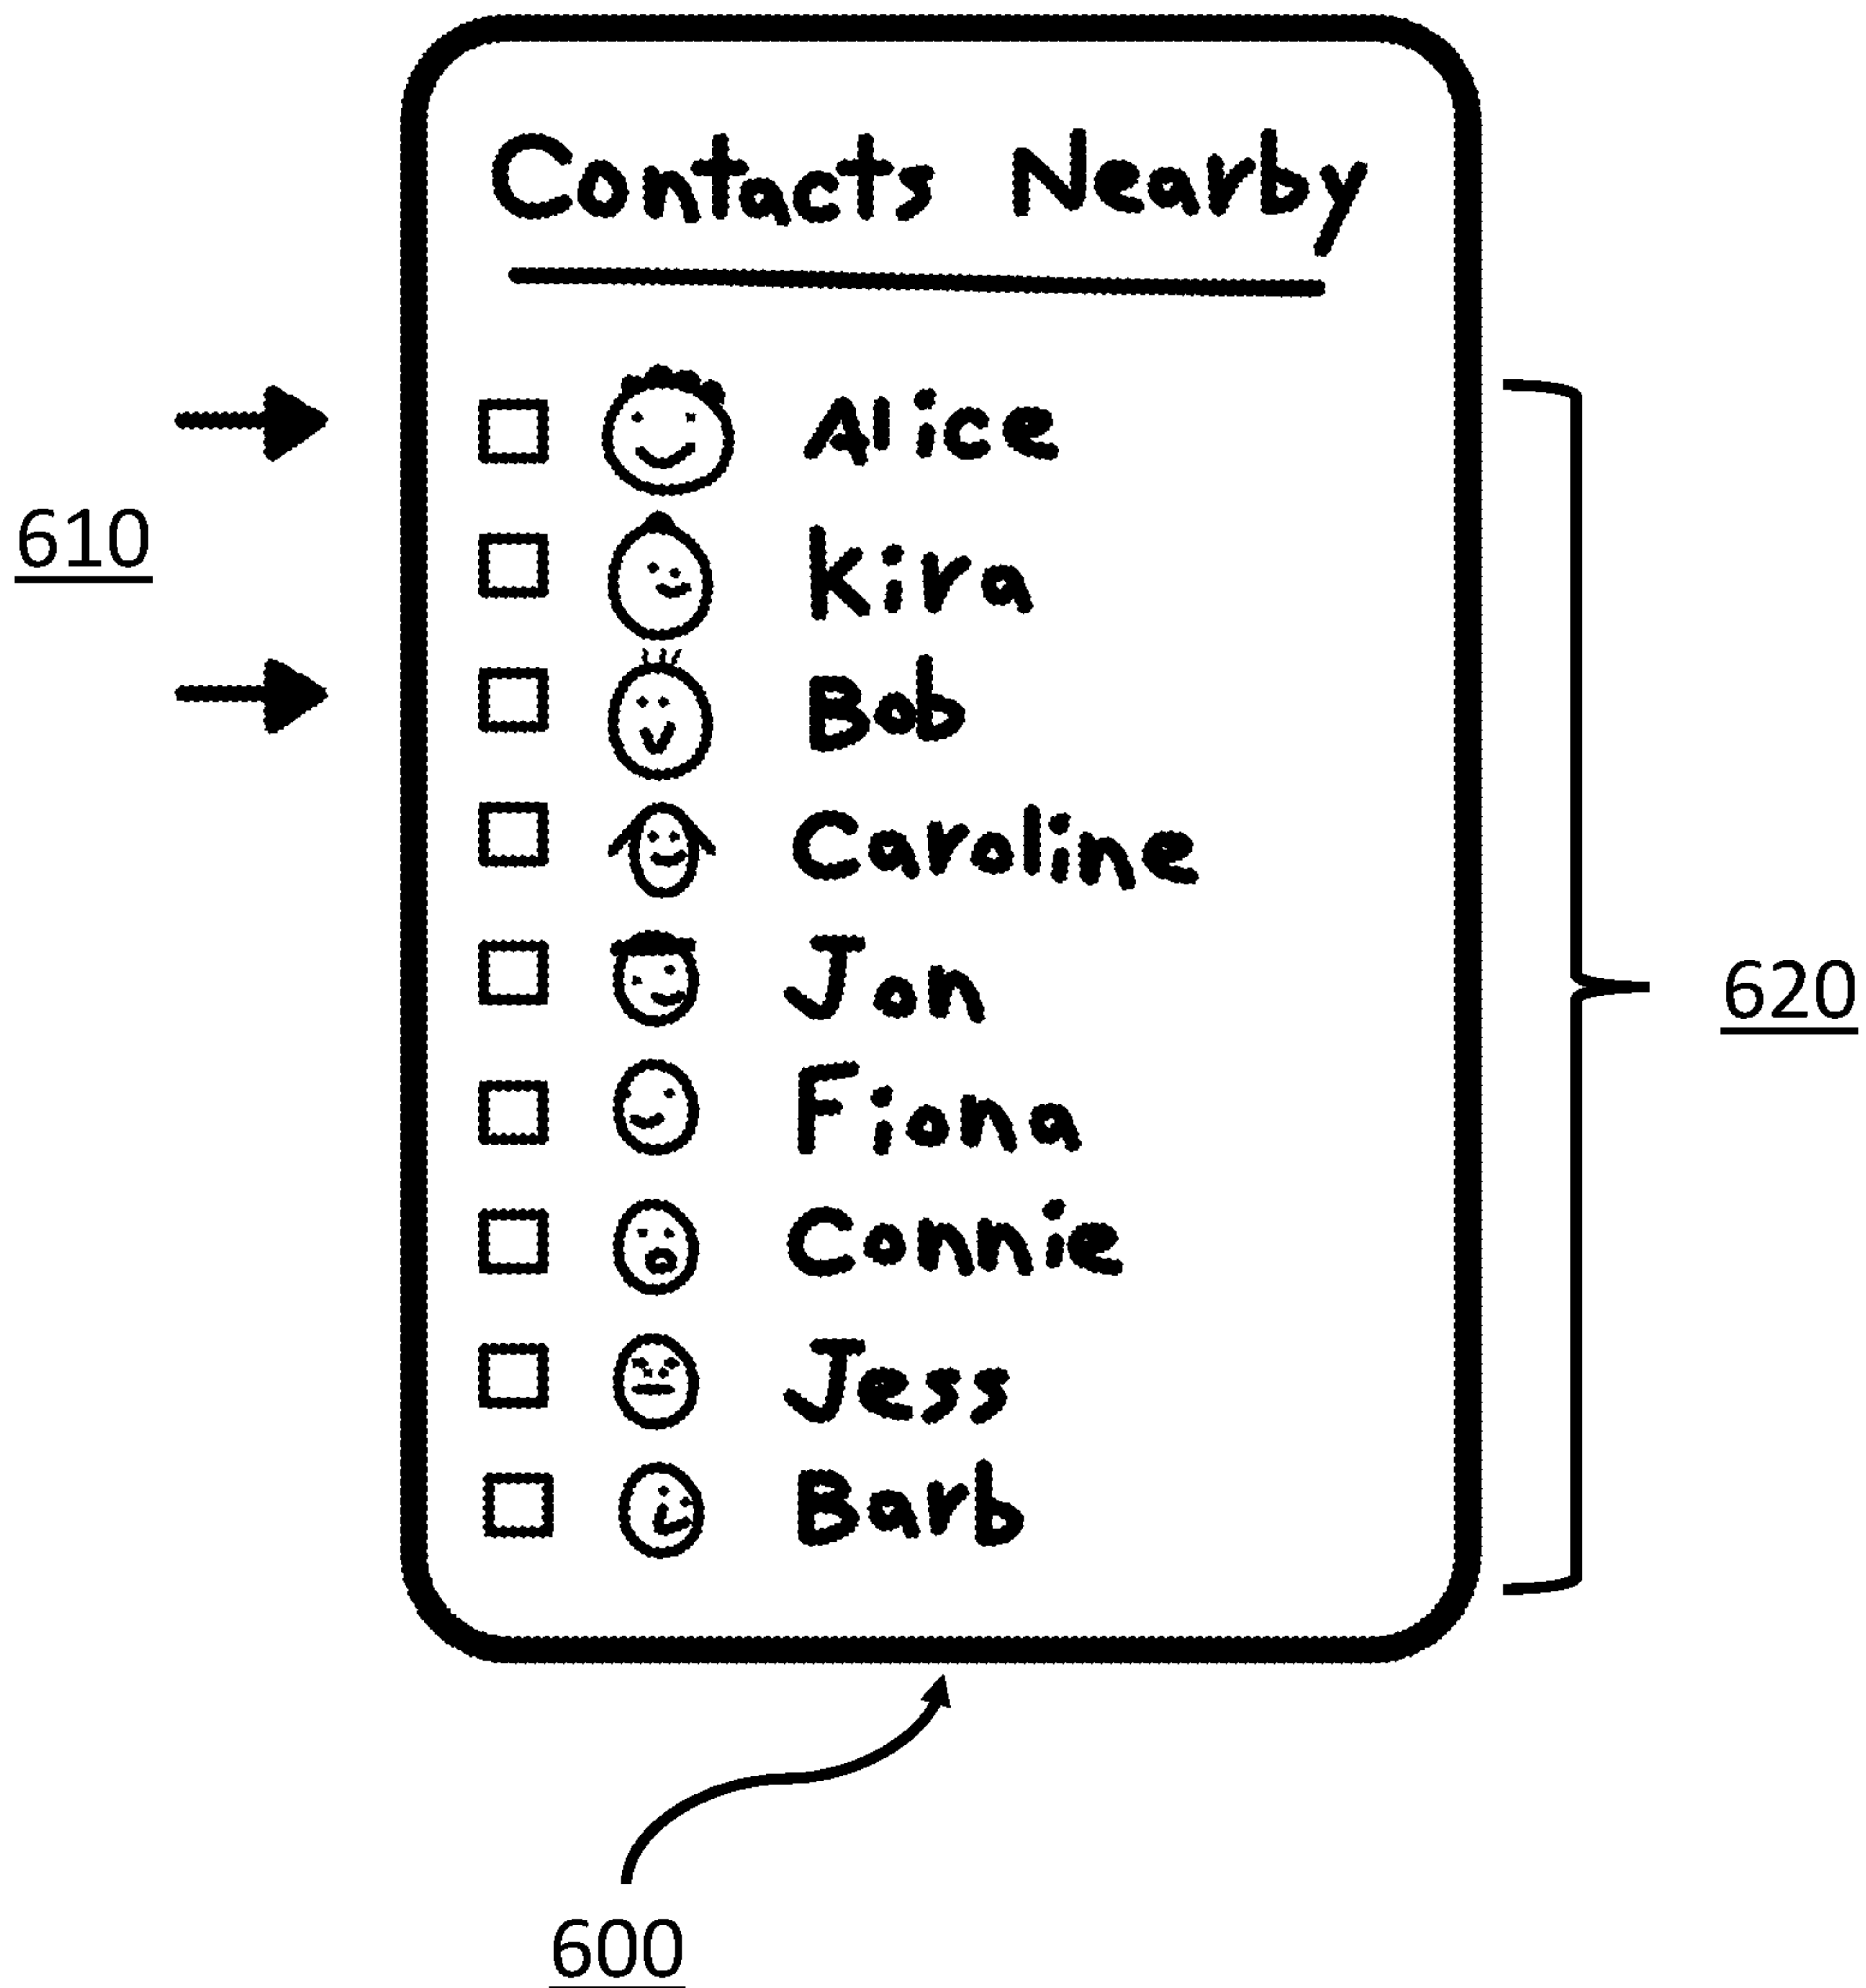 Contacts Nearby
Alice
610
Kira
Bob
Caroline
Jon
620
Fiona
Connie
Jess
Barb
600